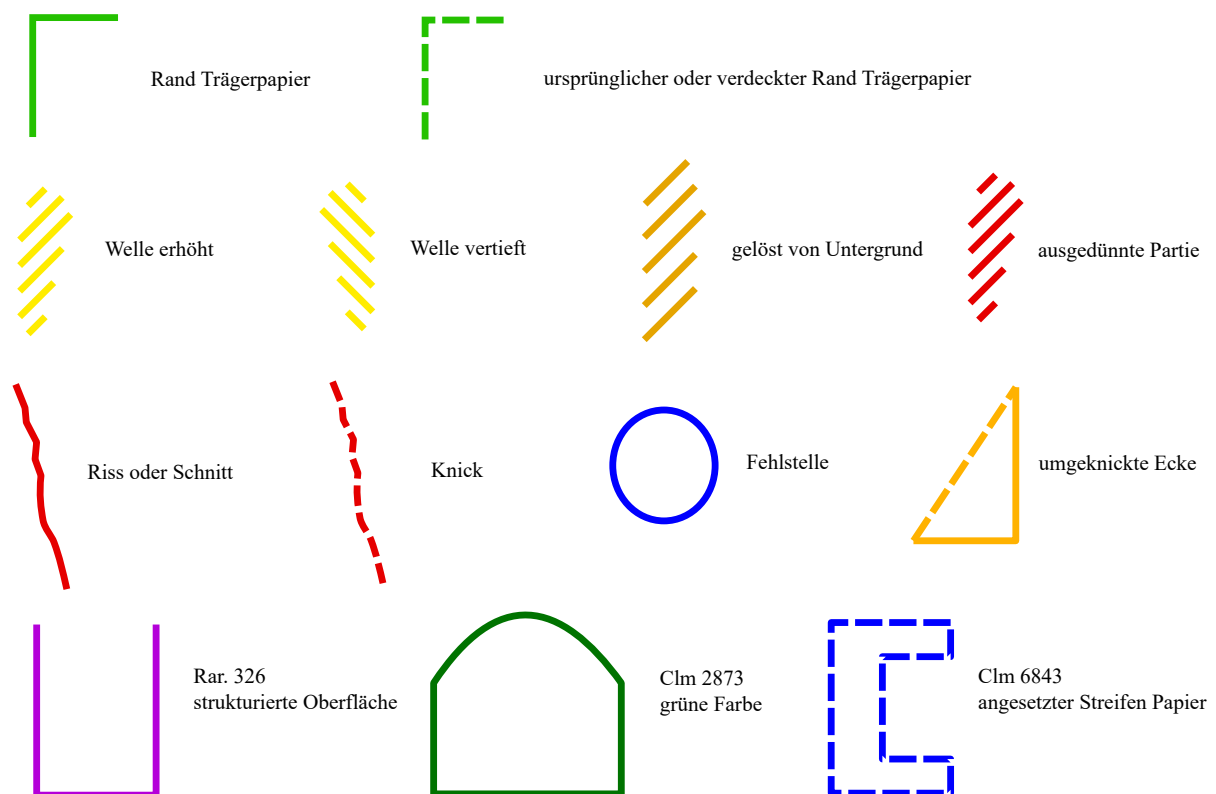 Rand Trägerpapier
ursprünglicher oder verdeckter Rand Trägerpapier
Welle erhöht
Welle vertieft
gelöst von Untergrund
ausgedünnte Partie
Riss oder Schnitt
Knick
Fehlstelle
umgeknickte Ecke
Rar. 326
strukturierte Oberfläche
Clm 2873
grüne Farbe
Clm 6843
angesetzter Streifen Papier